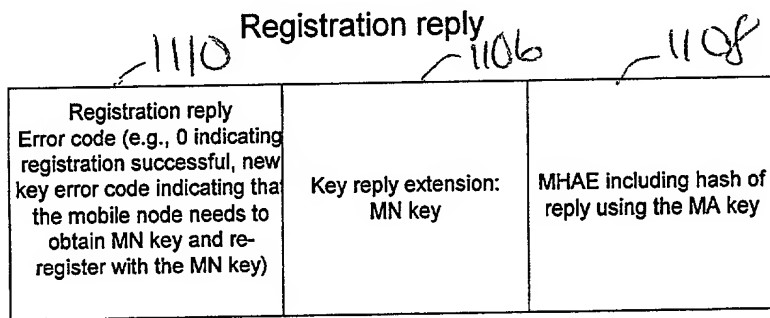 Registration reply
1110
1106
1108
Registration reply
Error code (e.g., 0 indicating
registration successful, new
key error code indicating that
the mobile node needs to
obtain MN key and re-
register with the MN key)
Key reply extension:
MN key
MHAE including hash of
reply using the MA key